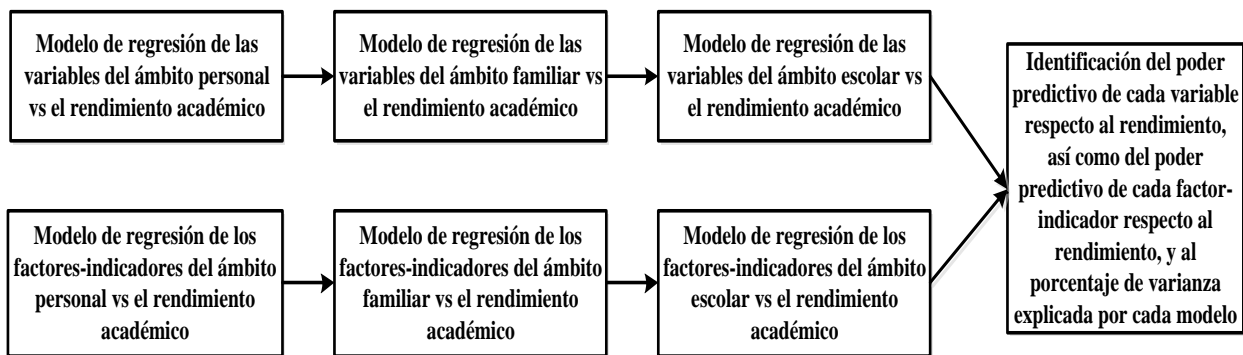 Modelo de regresión de las
variables del ámbito personal
vs el rendimiento académico
Modelo de regresión de las
variables del ámbito familiar vs
el rendimiento académico
Modelo de regresión de las
variables del ámbito escolar vs
el rendimiento académico
Modelo de regresión de los
factores-indicadores del ámbito
personal vs el rendimiento
académico
Modelo de regresión de los
factores-indicadores del ámbito
familiar vs el rendimiento
académico
Modelo de regresión de los
factores-indicadores del ámbito
escolar vs el rendimiento
académico
Identificación del poder
predictivo de cada variable
respecto al rendimiento,
así como del poder
predictivo de cada factor-
indicador respecto al
rendimiento, y al
porcentaje de varianza
explicada por cada modelo